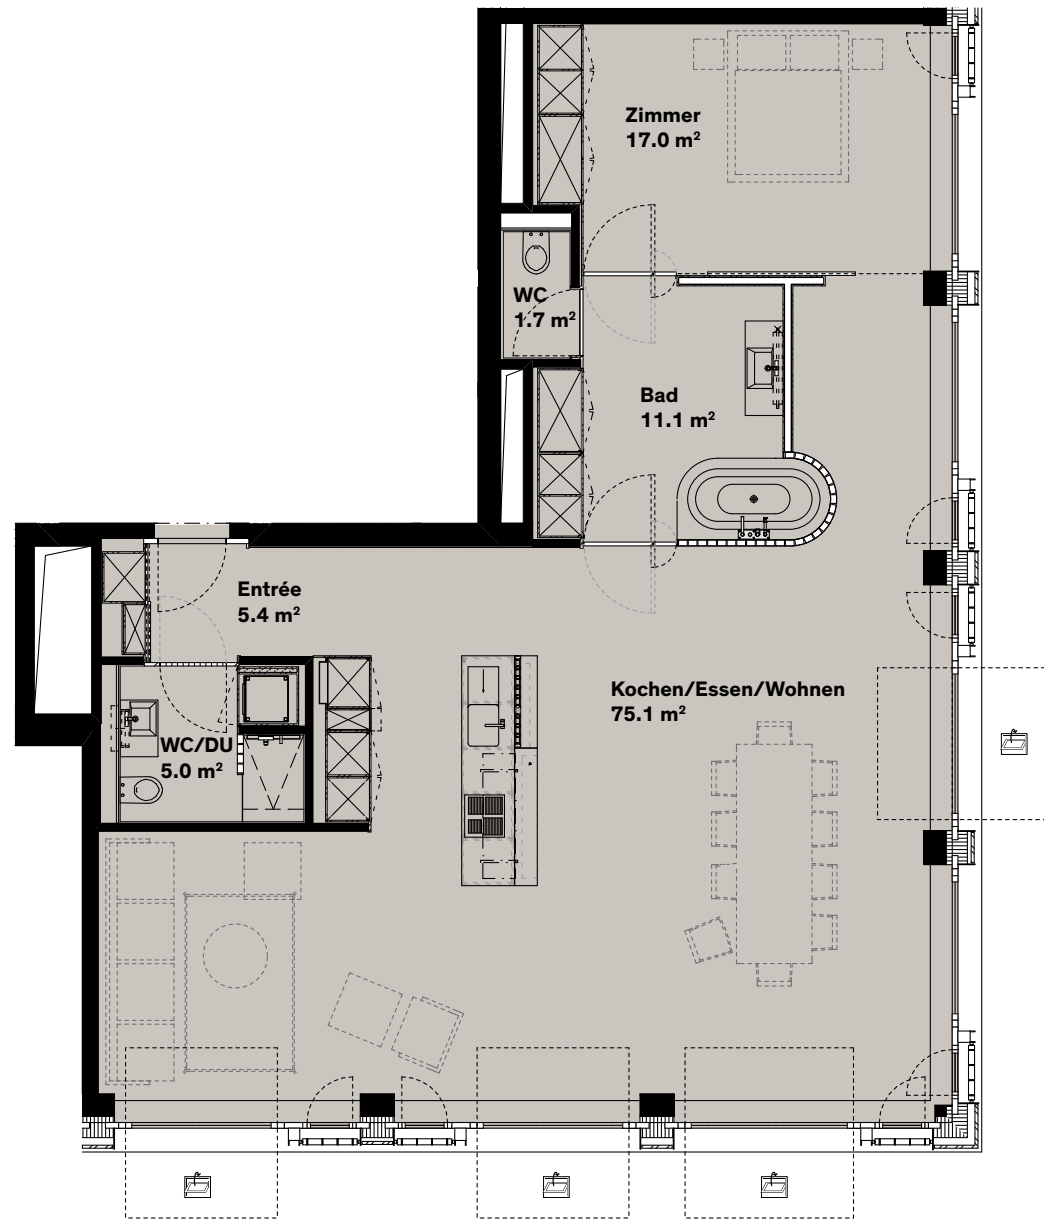 Zimmer
17.0 m²
WC
1.7 m²
Bad
11.1 m²
Entrée
5.4 m²
Kochen/Essen/Wohnen
75.1 m²
WC/DU
5.0 m²